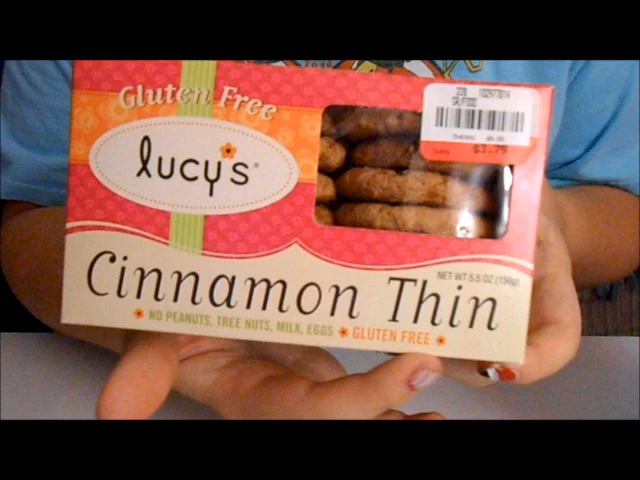 Gluten Free
lucy's®
Cinnamon Thin
NET WT 5.5 OZ (156g)
NO PEANUTS, TREE NUTS, MILK, EGGS GLUTEN FREE
$3.79